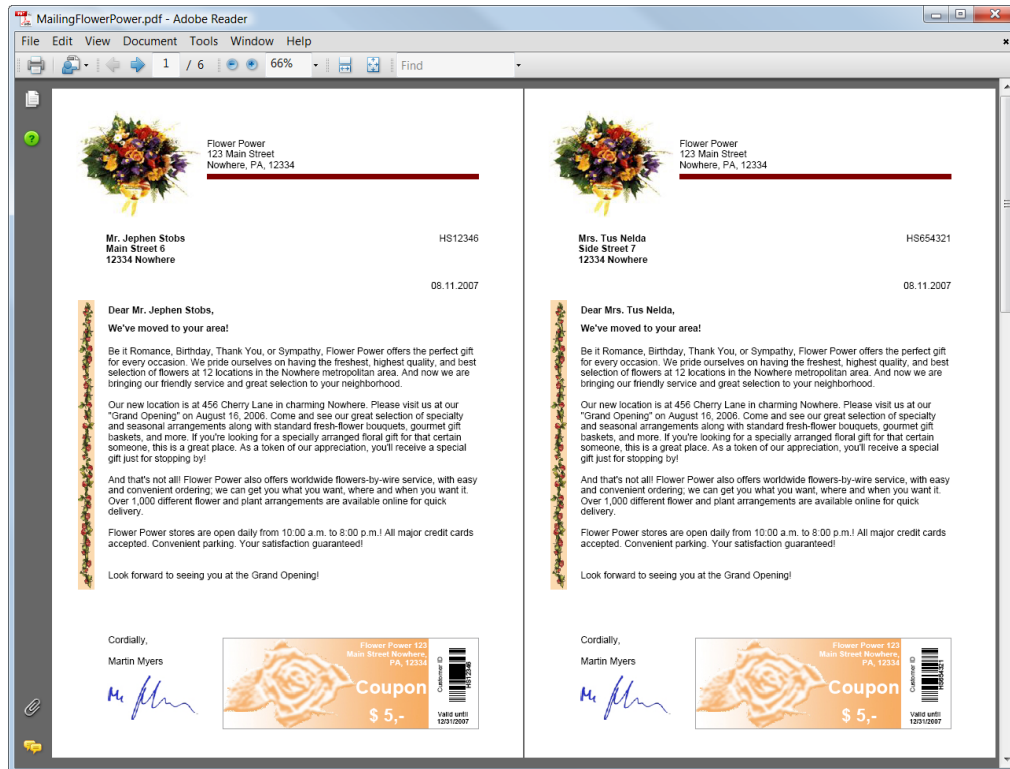 MailingFlowerPower.pdf - Adobe Reader
File Edit View Document Tools Window Help
1 / 6 66% Find
Flower Power
123 Main Street
Nowhere, PA, 12334
Mr. Jephen Stobs
Main Street 6
12334 Nowhere
HS12346
08.11.2007
Dear Mr. Jephen Stobs,
We've moved to your area!
Be it Romance, Birthday, Thank You, or Sympathy, Flower Power offers the perfect gift
for every occasion. We pride ourselves on having the freshest, highest quality, and best
selection of flowers at 12 locations in the Nowhere metropolitan area. And now we are
bringing our friendly service and great selection to your neighborhood.
Our new location is at 456 Cherry Lane in charming Nowhere. Please visit us at our
"Grand Opening" on August 16, 2006. Come and see our great selection of specialty
and seasonal arrangements along with standard fresh-flower bouquets, gourmet gift
baskets, and more. If you're looking for a specially arranged floral gift for that certain
someone, this is a great place. As a token of our appreciation, you'll receive a special
gift just for stopping by!
And that's not all! Flower Power also offers worldwide flowers-by-wire service, with easy
and convenient ordering; we can get you what you want, where and when you want it.
Over 1,000 different flower and plant arrangements are available online for quick
delivery.
Flower Power stores are open daily from 10:00 a.m. to 8:00 p.m.! All major credit cards
accepted. Convenient parking. Your satisfaction guaranteed!
Look forward to seeing you at the Grand Opening!
Cordially,
Martin Myers
Flower Power 123
Main Street Nowhere,
PA, 12334
Coupon
$ 5,-
Customer ID
HS12346
Valid until
12/31/2007
Flower Power
123 Main Street
Nowhere, PA, 12334
Mrs. Tus Nelda
Side Street 7
12334 Nowhere
HS654321
08.11.2007
Dear Mrs. Tus Nelda,
We've moved to your area!
Be it Romance, Birthday, Thank You, or Sympathy, Flower Power offers the perfect gift
for every occasion. We pride ourselves on having the freshest, highest quality, and best
selection of flowers at 12 locations in the Nowhere metropolitan area. And now we are
bringing our friendly service and great selection to your neighborhood.
Our new location is at 456 Cherry Lane in charming Nowhere. Please visit us at our
"Grand Opening" on August 16, 2006. Come and see our great selection of specialty
and seasonal arrangements along with standard fresh-flower bouquets, gourmet gift
baskets, and more. If you're looking for a specially arranged floral gift for that certain
someone, this is a great place. As a token of our appreciation, you'll receive a special
gift just for stopping by!
And that's not all! Flower Power also offers worldwide flowers-by-wire service, with easy
and convenient ordering; we can get you what you want, where and when you want it.
Over 1,000 different flower and plant arrangements are available online for quick
delivery.
Flower Power stores are open daily from 10:00 a.m. to 8:00 p.m.! All major credit cards
accepted. Convenient parking. Your satisfaction guaranteed!
Look forward to seeing you at the Grand Opening!
Cordially,
Martin Myers
Flower Power 123
Main Street Nowhere,
PA, 12334
Coupon
$ 5,-
Customer ID
HS654321
Valid until
12/31/2007